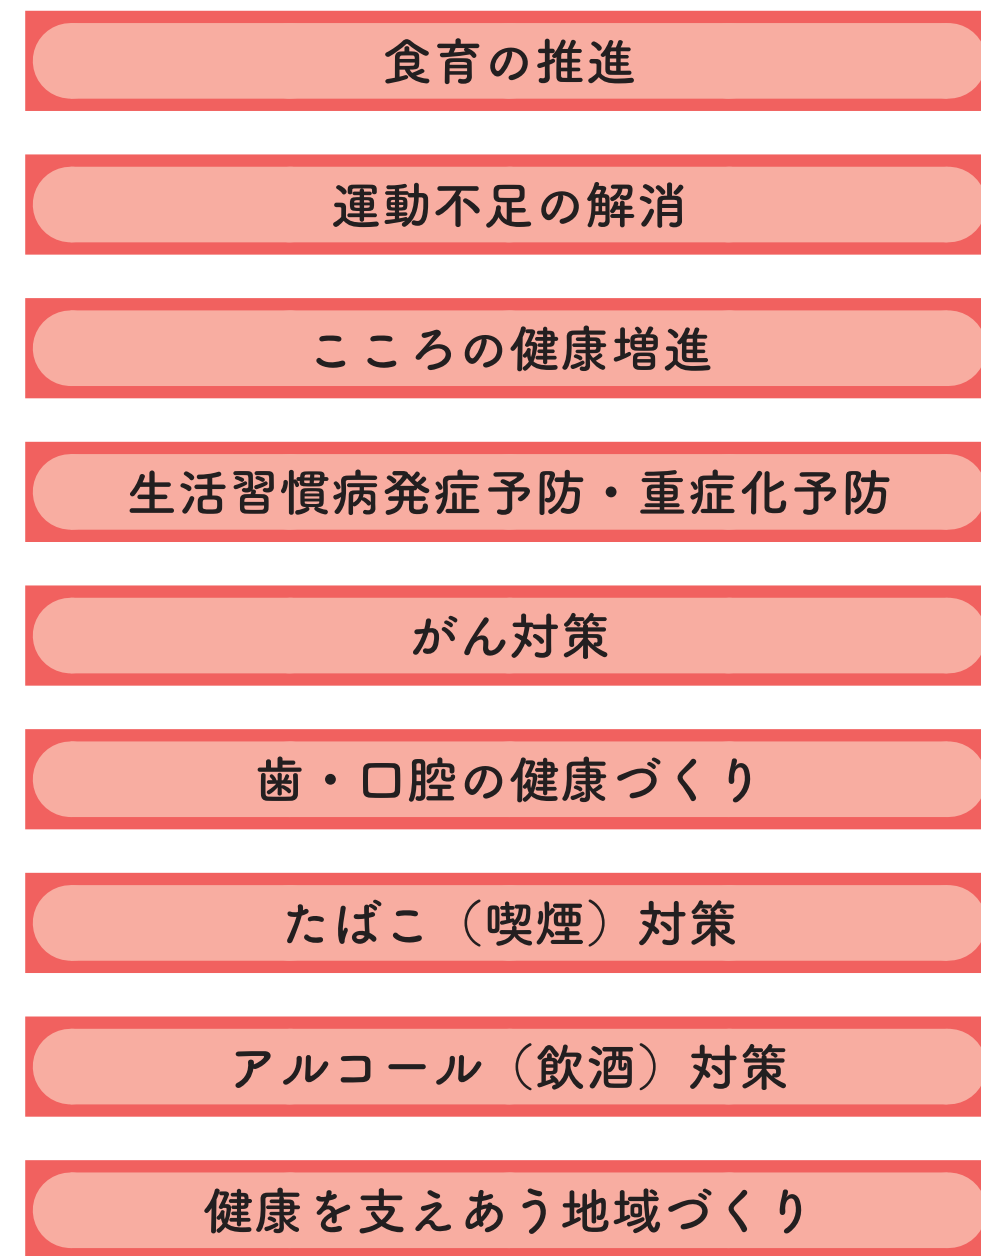 食育の推進
運動不足の解消
こころの健康増進
生活習慣病発症予防・重症化予防
がん対策
歯・口腔の健康づくり
たばこ（喫煙）対策
アルコール（飲酒）対策
健康を支えあう地域づくり